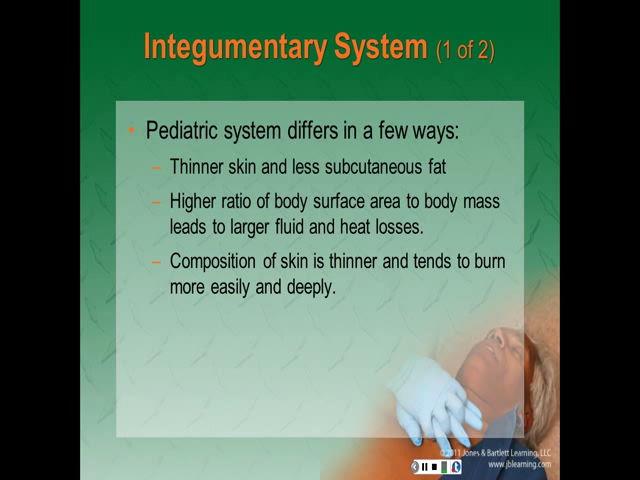 Integumentary System (1 of 2)
• Pediatric system differs in a few ways:
– Thinner skin and less subcutaneous fat
– Higher ratio of body surface area to body mass
leads to larger fluid and heat losses.
– Composition of skin is thinner and tends to burn
more easily and deeply.
©2011 Jones & Bartlett Learning, LLC
www.jblearning.com